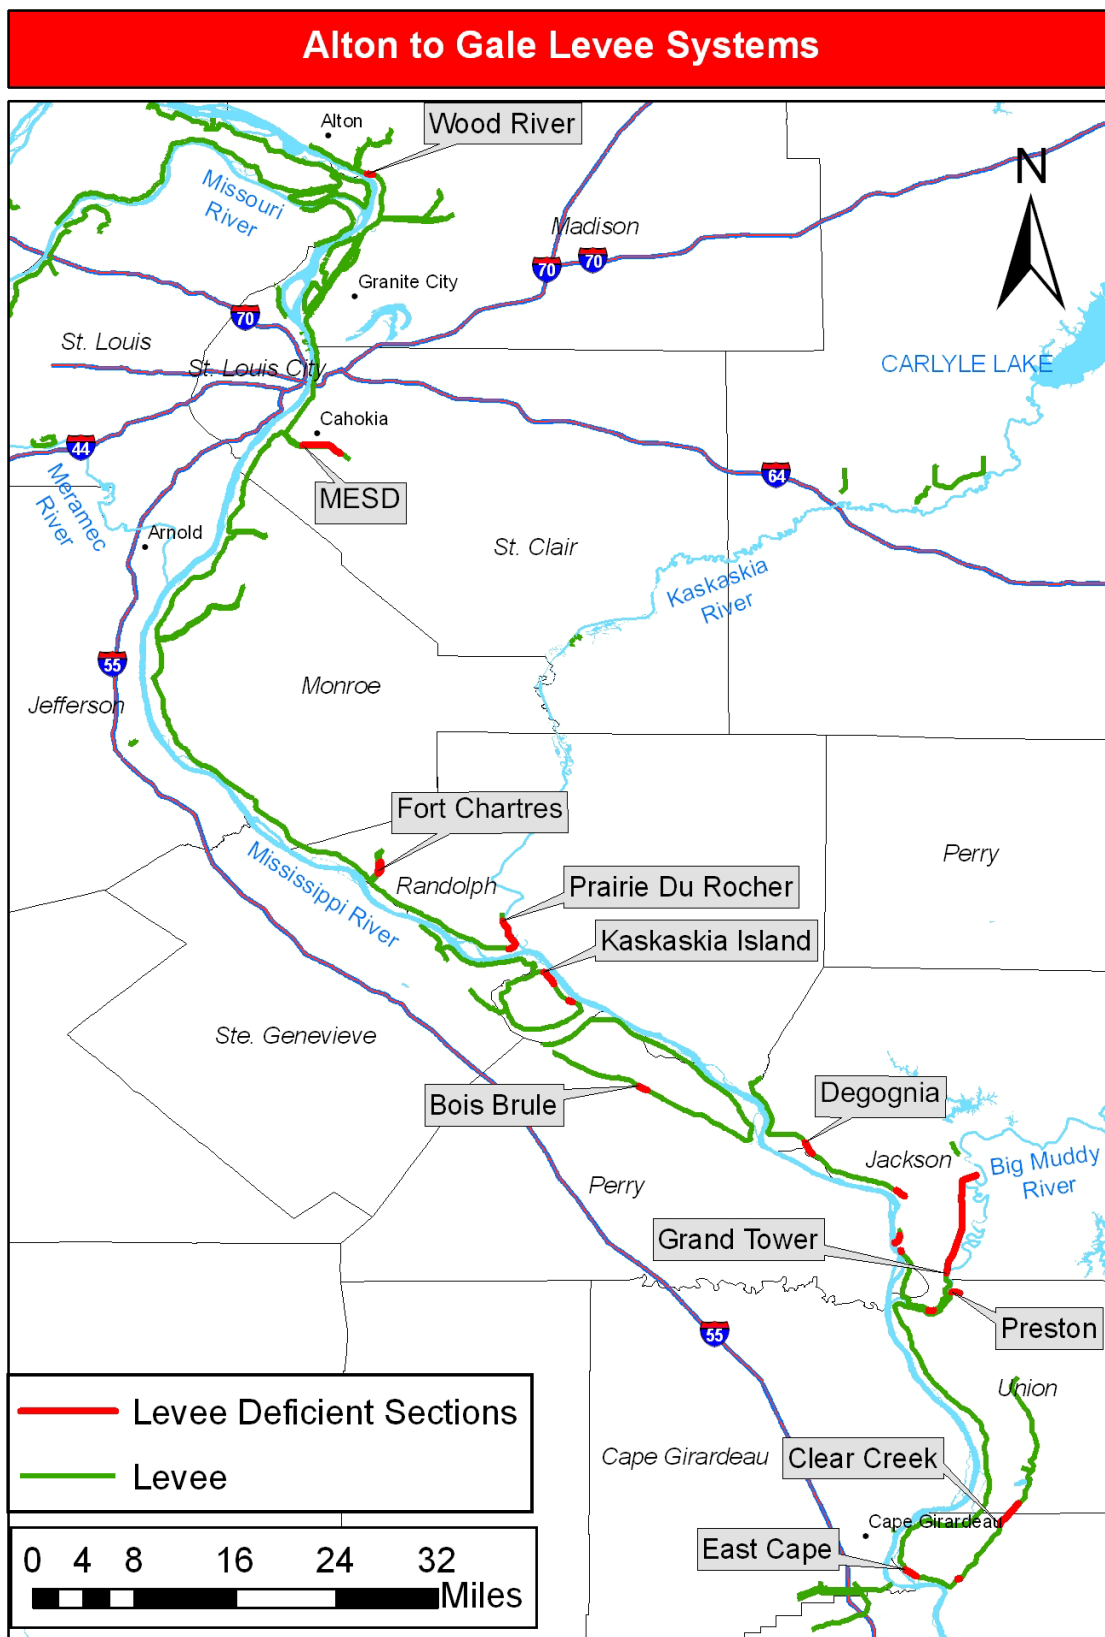 Alton to Gale Levee Systems
Alton
Wood River
N
Missouri
River
Madison
70
70
Granite City
70
St. Louis
St. Louis City
CARLYLE LAKE
Cahokia
44
64
MESD
Meramec
River
Arnold
St. Clair
Kaskaskia
River
55
Monroe
Jefferson
Fort Chartres
Mississippi River
Perry
Randolph
Prairie Du Rocher
Kaskaskia Island
Ste. Genevieve
Bois Brule
Degognia
Jackson
Big Muddy
River
Perry
Grand Tower
55
Preston
Union
Levee Deficient Sections
Levee
Cape Girardeau
Clear Creek
Cape Girardeau
East Cape
0 4 8 16 24 32
Miles